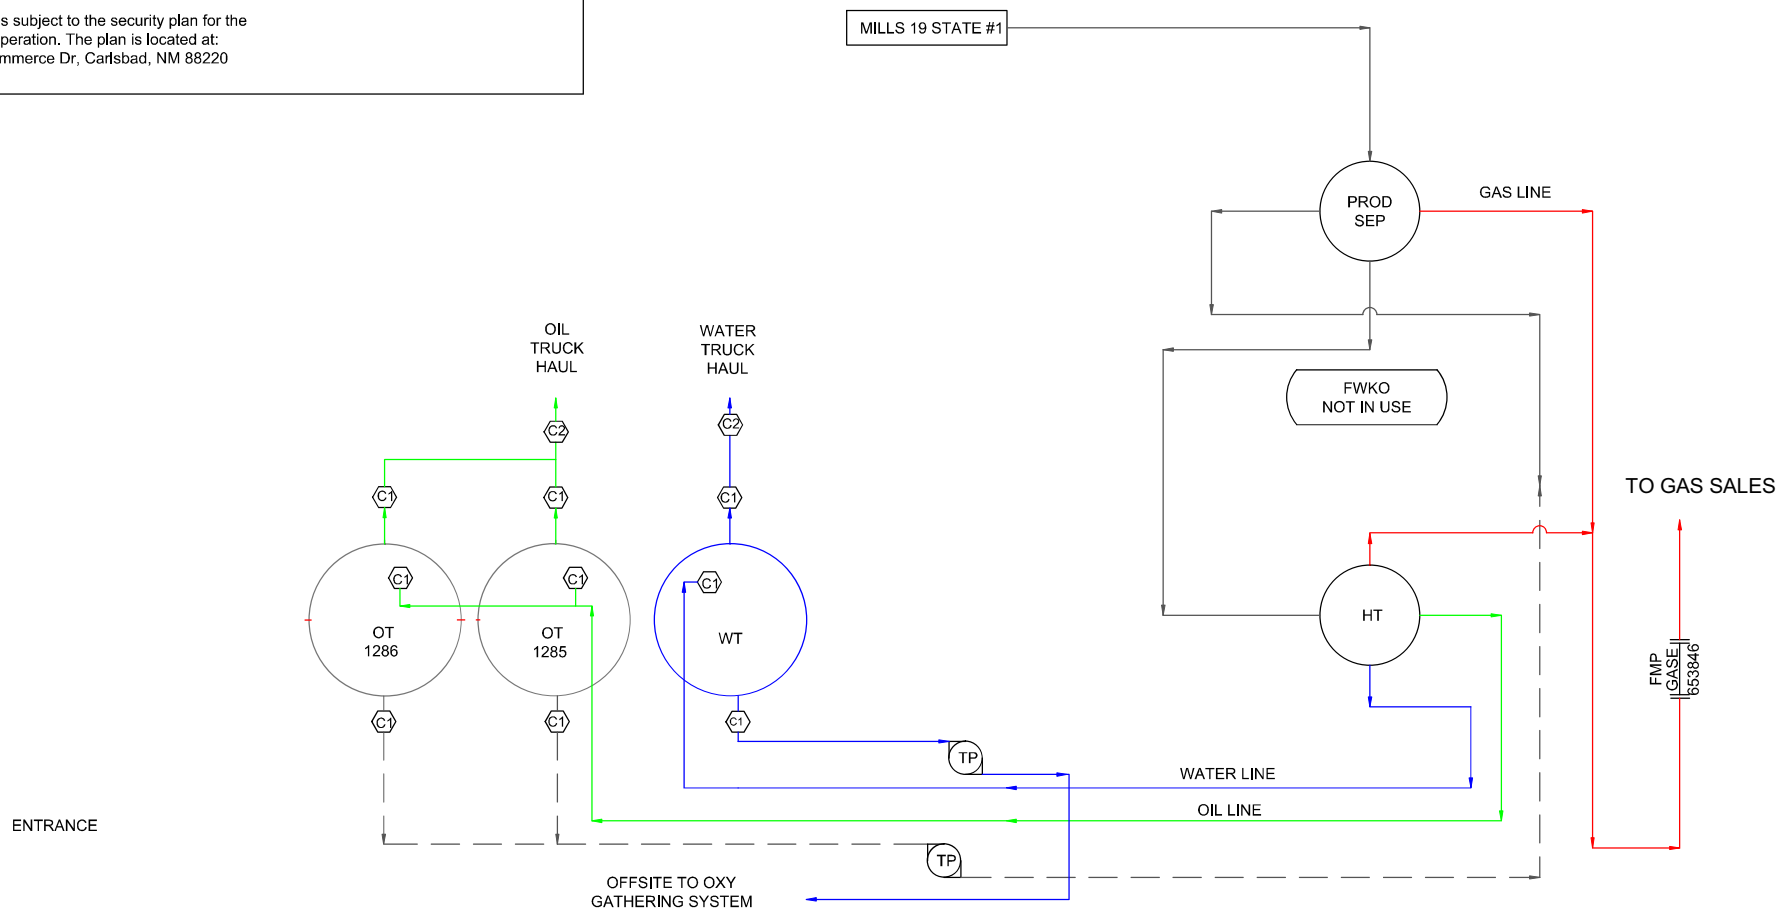 s subject to the security plan for the
peration. The plan is located at:
mmerce Dr, Carlsbad, NM 88220
MILLS 19 STATE #1
PROD
SEP
GAS LINE
OIL
TRUCK
HAUL
WATER
TRUCK
HAUL
FWKO
NOT IN USE
C2
C2
TO GAS SALES
C1
C1
C1
C1
C1
C1
OT
1286
OT
1285
WT
HT
FMP
GASE
653846
C1
C1
C1
TP
WATER LINE
OIL LINE
ENTRANCE
TP
OFFSITE TO OXY
GATHERING SYSTEM